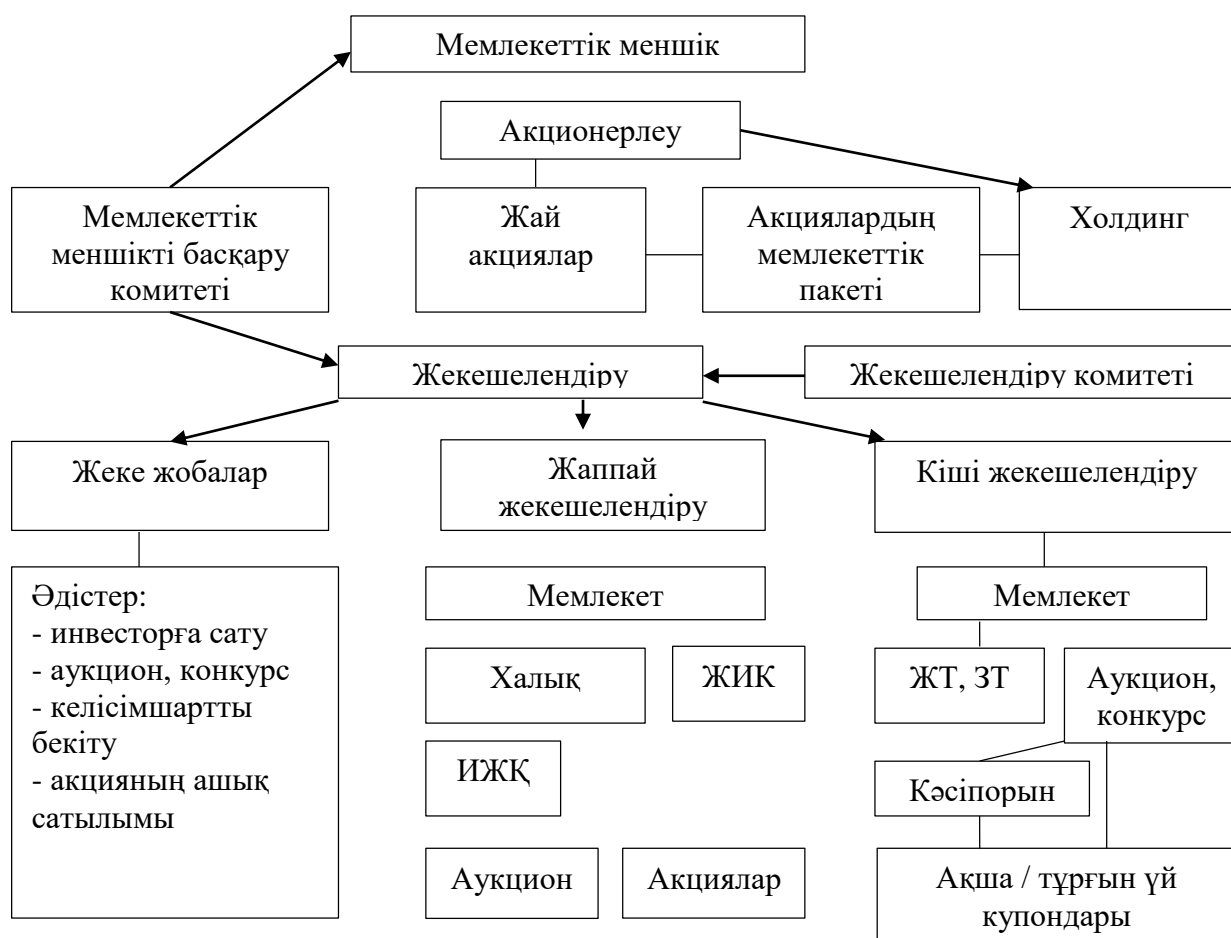 Мемлекеттік меншік
Акционерлеу
Мемлекеттік
меншікті басқару
комитеті
Жай
акциялар
Акциялардың
мемлекеттік
пакеті
Холдинг
Жекешелендіру
Жекешелендіру комитеті
Жеке жобалар
Жаппай
жекешелендіру
Кіші жекешелендіру
Әдістер:
- инвесторға сату
- аукцион, конкурс
- келісімшартты
бекіту
- акцияның ашық
сатылымы
Мемлекет
Халық
ЖИК
ИЖҚ
Аукцион
Акциялар
Мемлекет
ЖТ, ЗТ
Аукцион,
конкурс
Кәсіпорын
Ақша / тұрғын үй
купондары